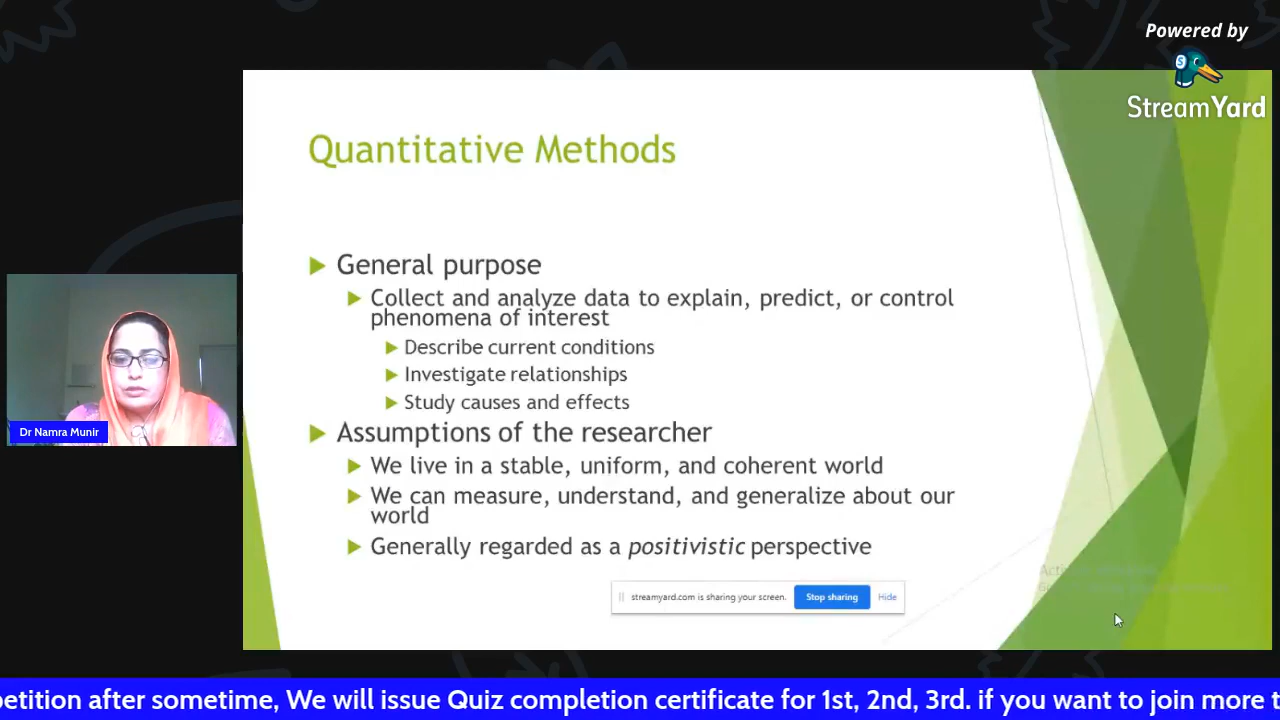 Powered by
StreamYard
Quantitative Methods
General purpose
Collect and analyze data to explain, predict, or control
phenomena of interest
Describe current conditions
Investigate relationships
Study causes and effects
Assumptions of the researcher
We live in a stable, uniform, and coherent world
We can measure, understand, and generalize about our
world
Generally regarded as a positivistic perspective
streamyard.com is sharing your screen.
Stop sharing
Hide
Dr Namra Munir
petition after sometime, We will issue Quiz completion certificate for 1st, 2nd, 3rd. if you want to join more t